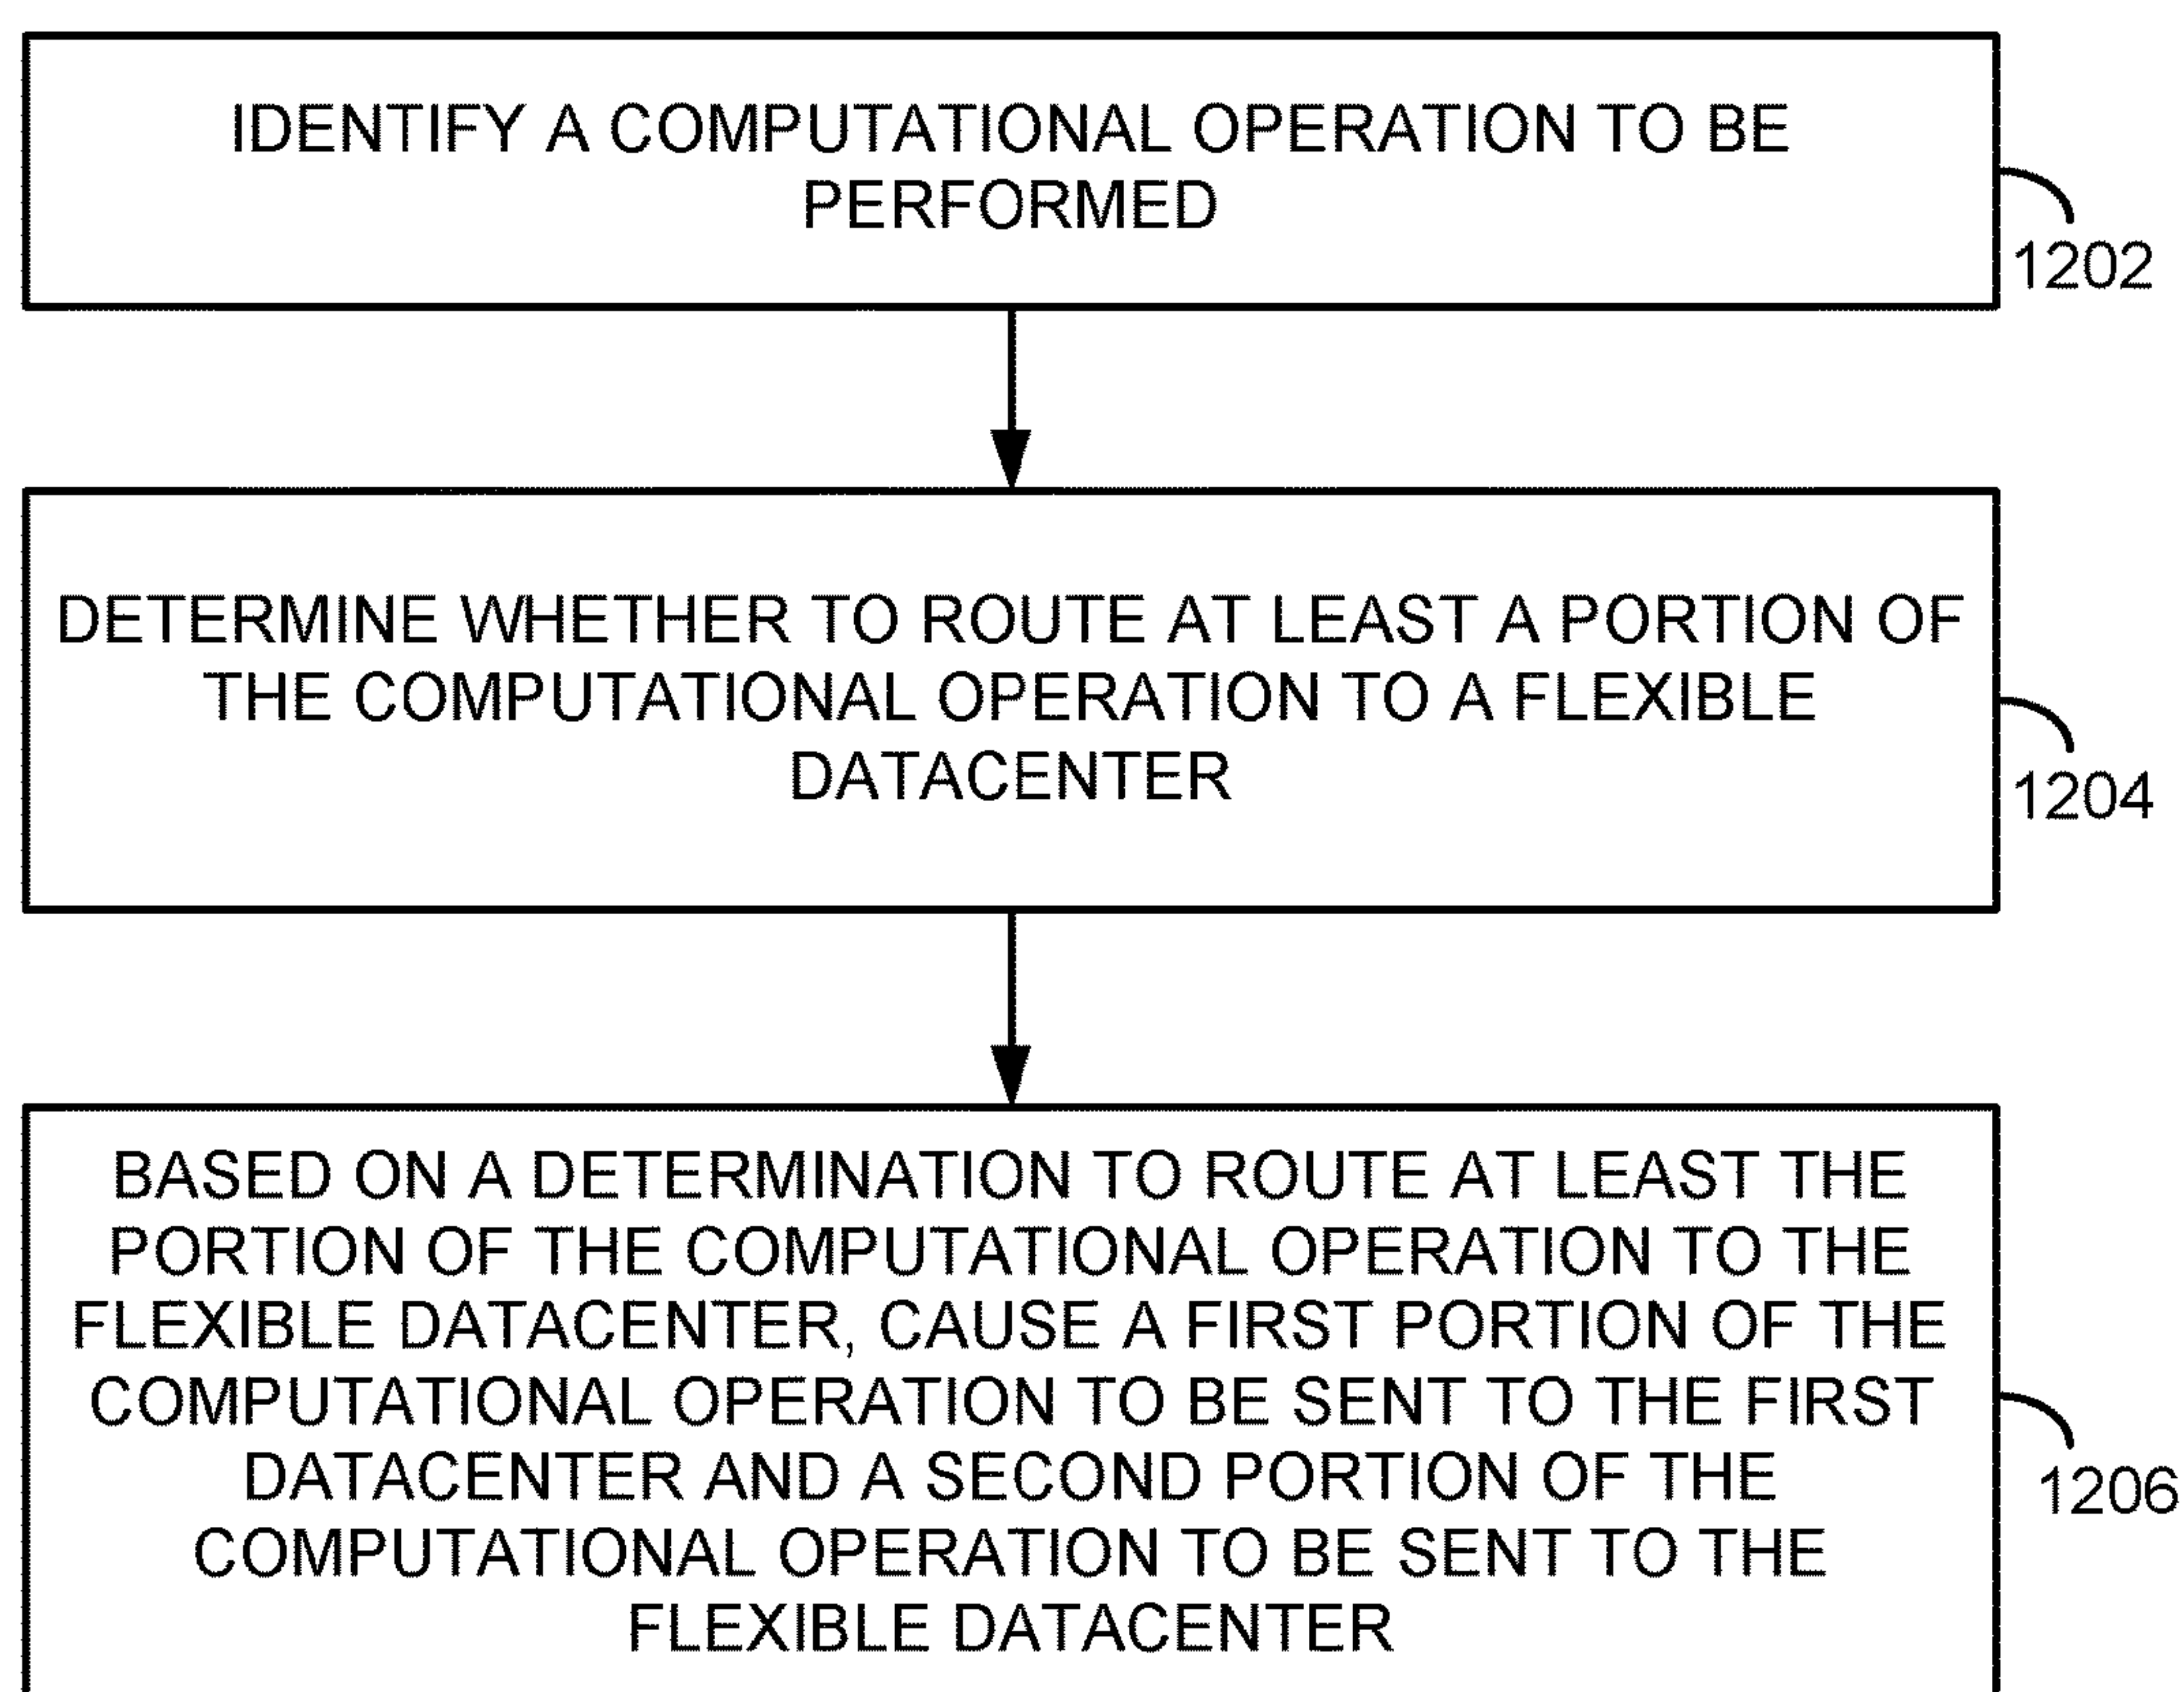 IDENTIFY A COMPUTATIONAL OPERATION TO BE
PERFORMED
1202
DETERMINE WHETHER TO ROUTE AT LEAST A PORTION OF
THE COMPUTATIONAL OPERATION TO A FLEXIBLE
DATACENTER
1204
BASED ON A DETERMINATION TO ROUTE AT LEAST THE
PORTION OF THE COMPUTATIONAL OPERATION TO THE
FLEXIBLE DATACENTER, CAUSE A FIRST PORTION OF THE
COMPUTATIONAL OPERATION TO BE SENT TO THE FIRST
DATACENTER AND A SECOND PORTION OF THE
COMPUTATIONAL OPERATION TO BE SENT TO THE
FLEXIBLE DATACENTER
1206